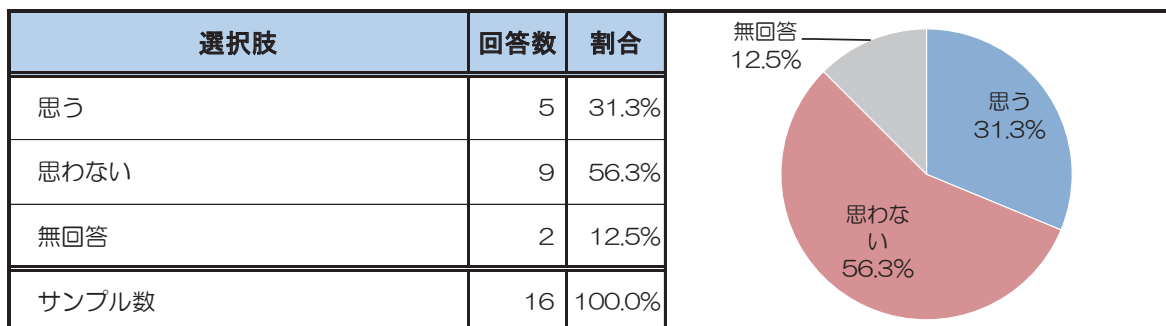 選択肢 回答数 割合
思う 5 31.3%
思わない 9 56.3%
無回答 2 12.5%
サンプル数 16 100.0%
無回答
12.5%
思う
31.3%
思わな
い
56.3%